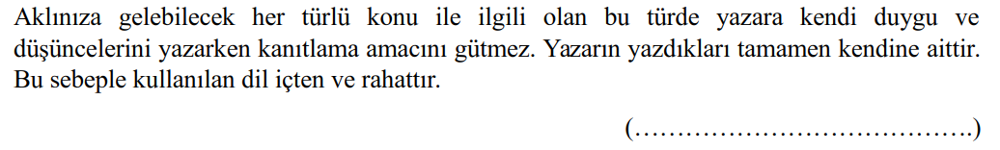 Aklınıza gelebilecek her türlü konu ile ilgili olan bu türde yazara kendi duygu ve
düşüncelerini yazarken kanıtlama amacını gütmez. Yazarın yazdıkları tamamen kendine aittir.
Bu sebeple kullanılan dil içten ve rahattır.
(…………………………………….)